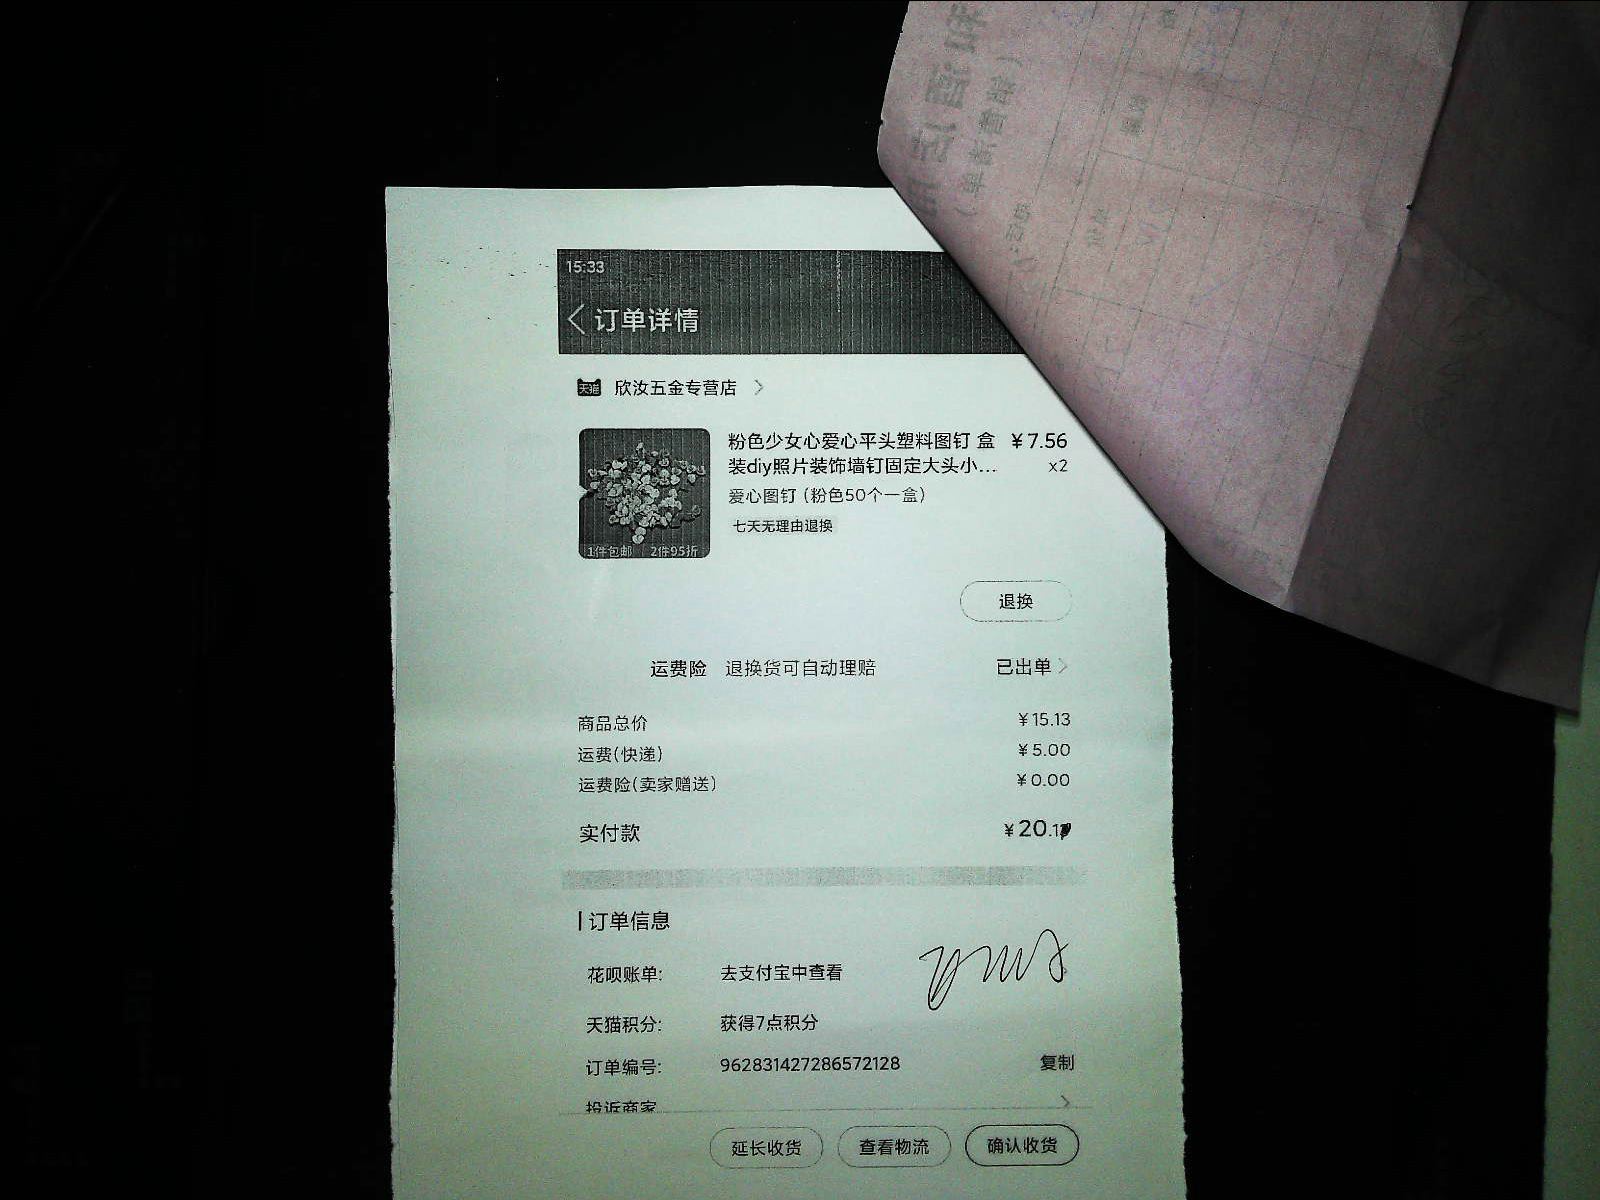 15:33
订单详情
天猫 欣汝五金专营店
粉色少女心爱心平头塑料图钉 盒 ¥7.56
装diy照片装饰墙钉固定大头小... x2
爱心图钉 (粉色50个一盒)
七天无理由退换
1件包邮 2件95折
退换
运费险 退换货可自动理赔 已出单
商品总价 ¥15.13
运费(快递) ¥5.00
运费险(卖家赠送) ¥0.00
实付款 ¥20.1
订单信息
花呗账单: 去支付宝中查看
天猫积分: 获得7点积分
订单编号: 962831427286572128 复制
投诉商家
延长收货 查看物流 确认收货